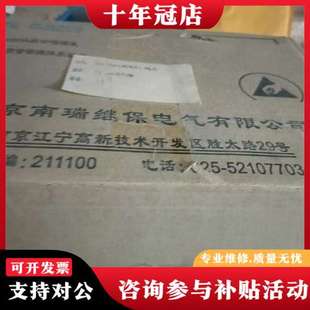 十年冠店
京南瑞继保电气有限公司
京江宁高新技术开发区胜太路29号
编:211100 电话:025-52107703
专业维修.质量无忧
可开发票
支持对公
咨询参与补贴活动